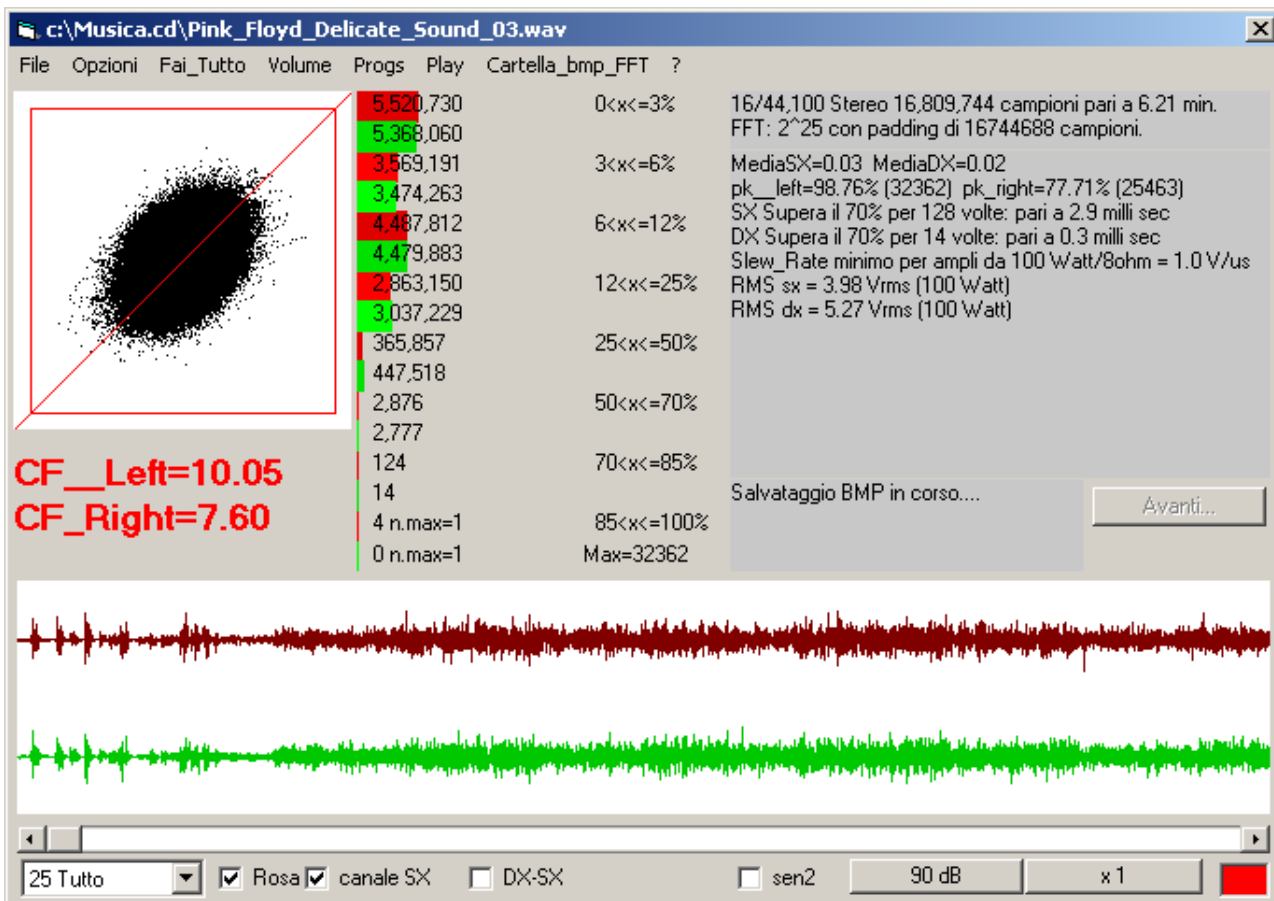 c:\Musica.cd\Pink_Floyd_Delicate_Sound_03.wav
File Opzioni Fai_Tutto Volume Progs Play Cartella_bmp_FFT ?
5,520,730 0<x<=3%
5,368,060
3,569,191 3<x<=6%
3,474,263
4,487,812 6<x<=12%
4,479,883
2,863,150 12<x<=25%
3,037,229
365,857 25<x<=50%
447,518
2,876 50<x<=70%
2,777
124 70<x<=85%
14
4 n.max=1 85<x<=100%
0 n.max=1 Max=32362
16/44,100 Stereo 16,809,744 campioni pari a 6.21 min.
FFT: 2^25 con padding di 16744688 campioni.
MediaSX=0.03 MediaDX=0.02
pk__left=98.76% (32362) pk_right=77.71% (25463)
SX Supera il 70% per 128 volte: pari a 2.9 milli sec
DX Supera il 70% per 14 volte: pari a 0.3 milli sec
Slew_Rate minimo per ampli da 100 Watt/8ohm = 1.0 V/us
RMS sx = 3.98 Vrms (100 Watt)
RMS dx = 5.27 Vrms (100 Watt)
CF__Left=10.05
CF_Right=7.60
Salvataggio BMP in corso....
Avanti...
25 Tutto Rosa canale SX DX-SX sen2 90 dB x 1